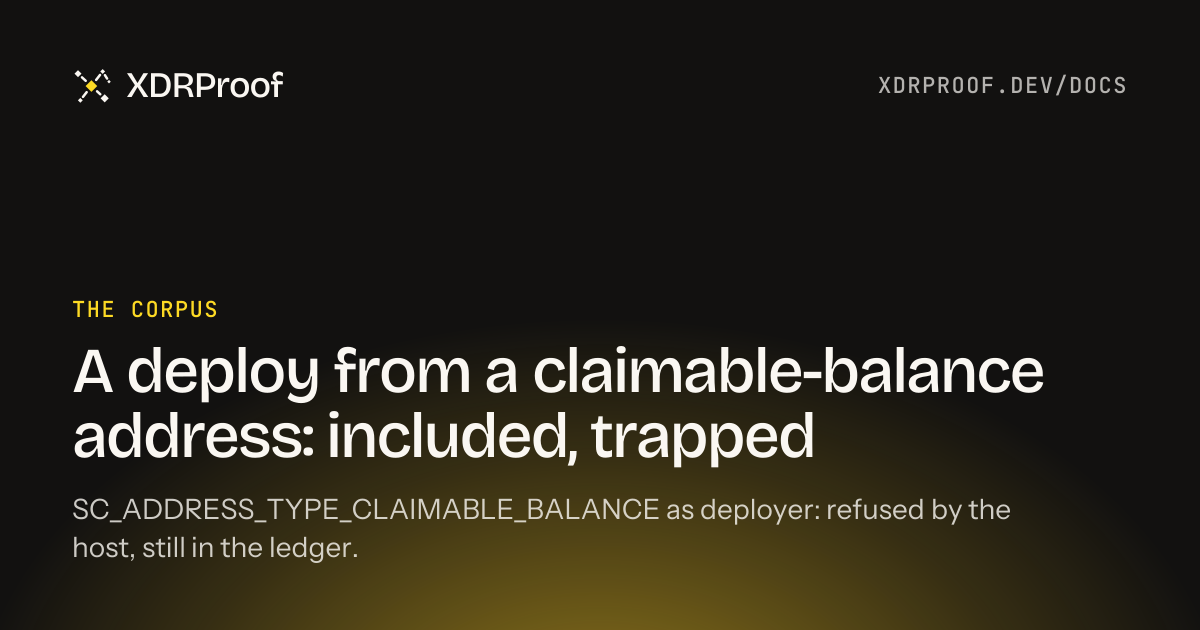 XDRProof
XDRPROOF.DEV/DOCS
THE CORPUS
A deploy from a claimable-balance
address: included, trapped
SC_ADDRESS_TYPE_CLAIMABLE_BALANCE as deployer: refused by the
host, still in the ledger.